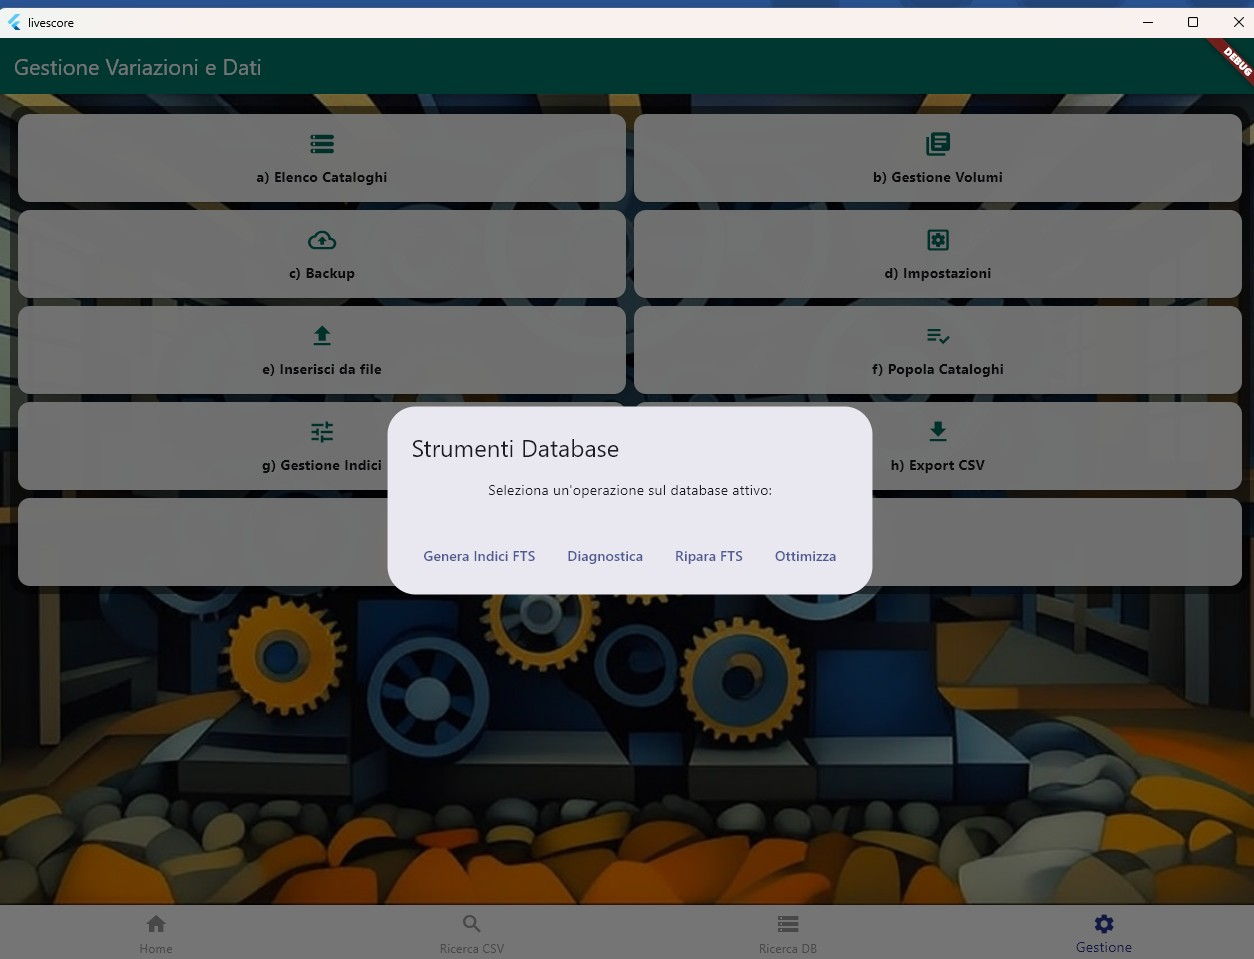 livescore
DEBUG
Gestione Variazioni e Dati
a) Elenco Cataloghi
b) Gestione Volumi
c) Backup
d) Impostazioni
e) Inserisci da file
f) Popola Cataloghi
g) Gestione Indici
h) Export CSV
Strumenti Database
Seleziona un'operazione sul database attivo:
Genera Indici FTS
Diagnostica
Ripara FTS
Ottimizza
Home
Ricerca CSV
Ricerca DB
Gestione